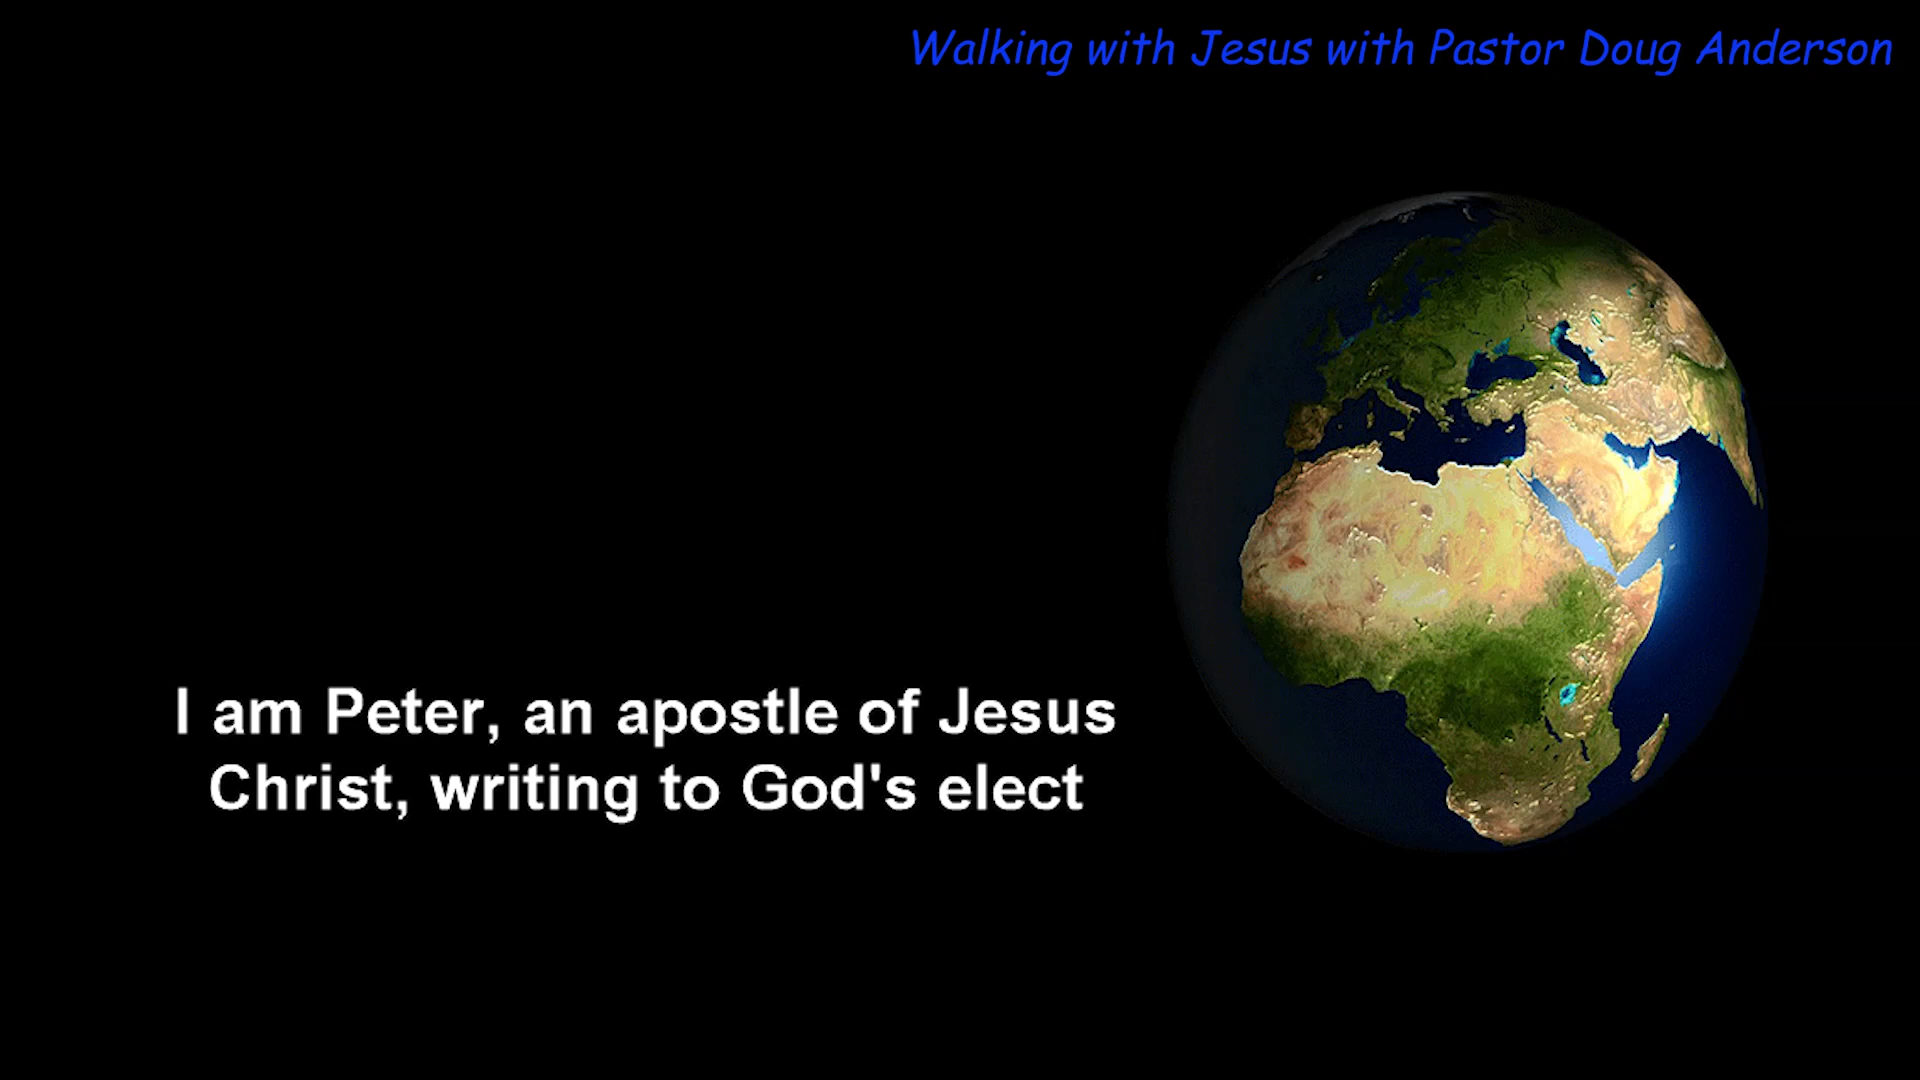 Walking with Jesus with Pastor Doug Anderson
I am Peter, an apostle of Jesus
Christ, writing to God's elect